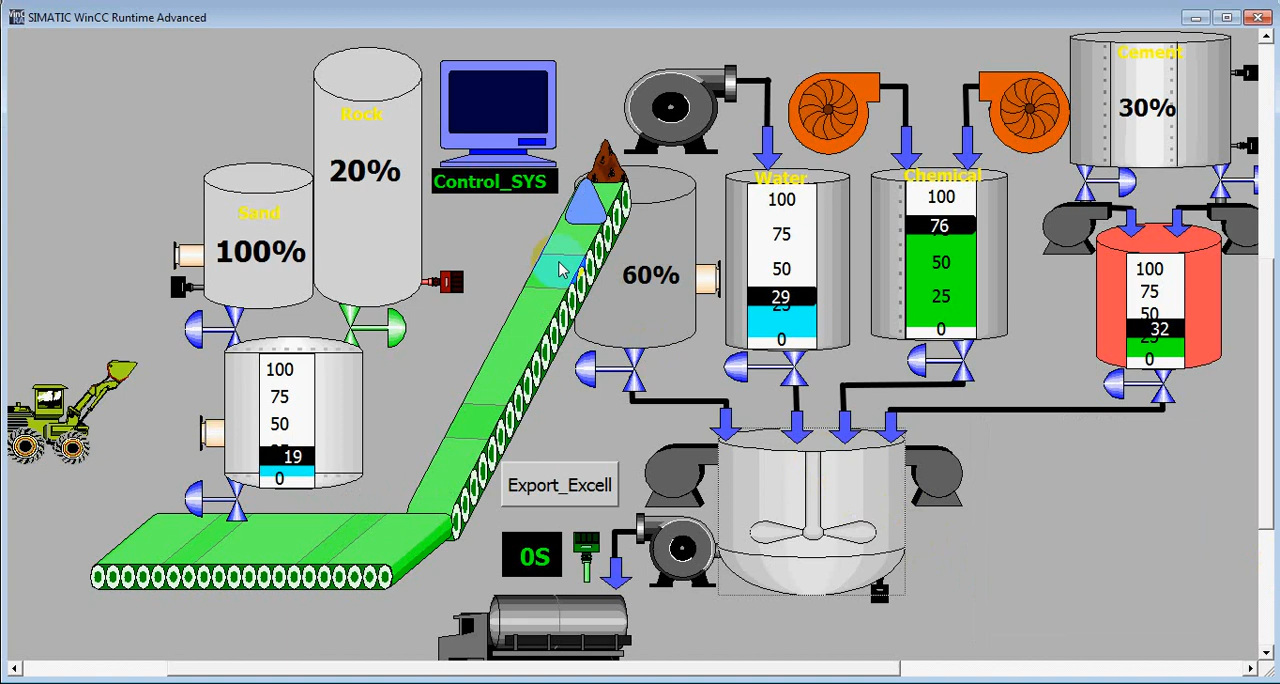 SIMATIC WinCC Runtime Advanced
Rock
20%
Sand
100%
Control_SYS
Water
100
75
50
29
0
Chemical
100
76
50
25
0
Cement
30%
60%
100
75
50
32
0
100
75
50
19
0
Export_Excell
0S